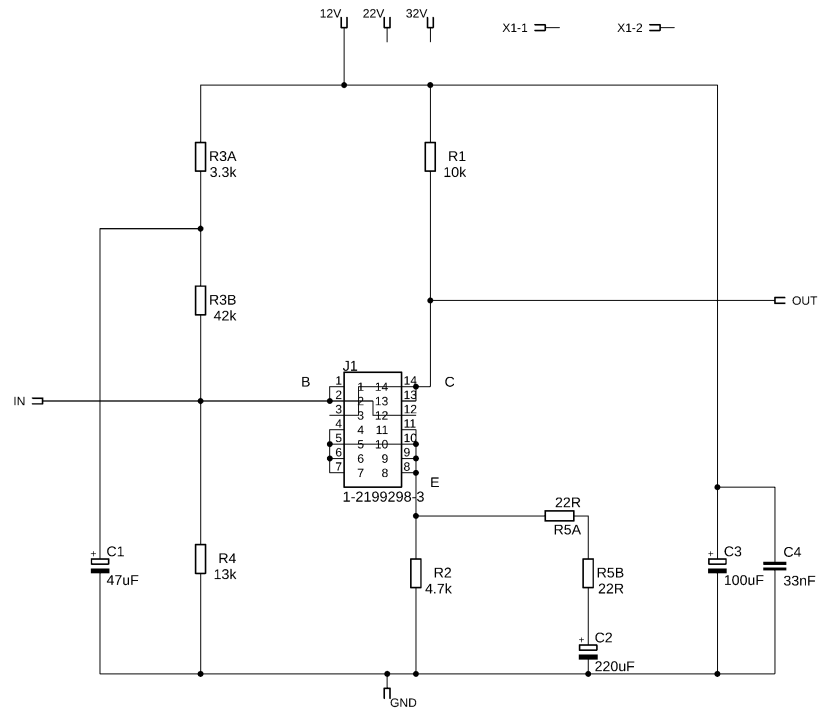 12V 22V 32V X1-1 X1-2
R3A
3.3k
R1
10k
R3B
42k
OUT
J1
B
C
IN
1 1 14 14
2 2 13 13
3 3 12 12
4 4 11 11
5 5 10 10
6 6 9 9
7 7 8 8
E
1-2199298-3
22R
R5A
+ C1
47uF
R4
13k
R2
4.7k
R5B
22R
+ C3
100uF
C4
33nF
+ C2
220uF
GND